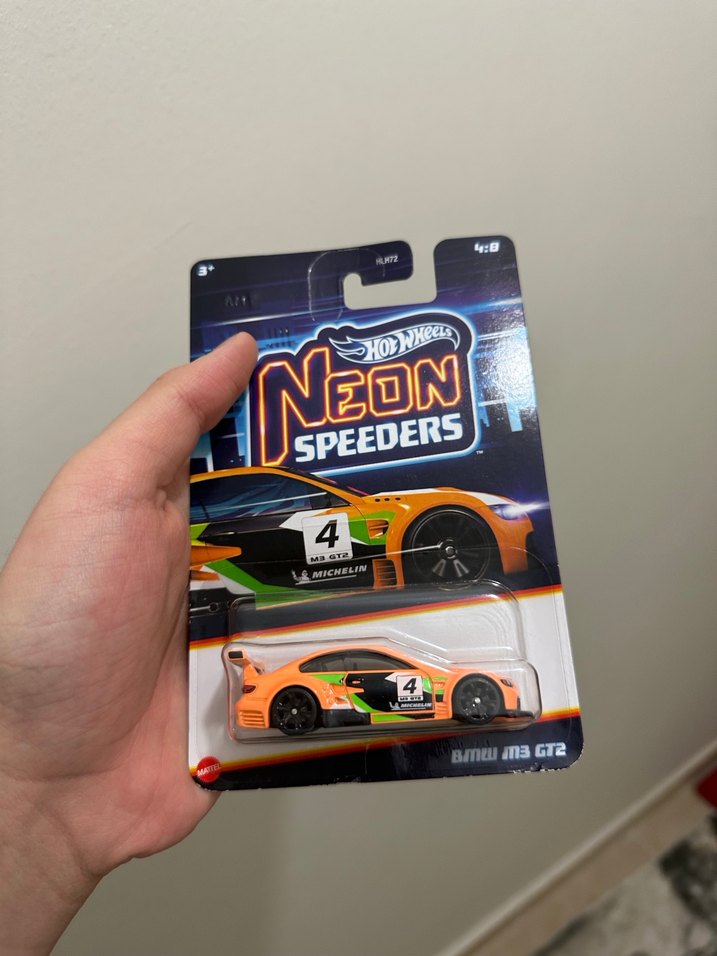 3+
HLH72
4:8
HOT WHEELS
NEON
SPEEDERS
™
4
M3 GT2
MICHELIN
4
M3 GT2
MICHELIN
MATTEL
BMW M3 GT2